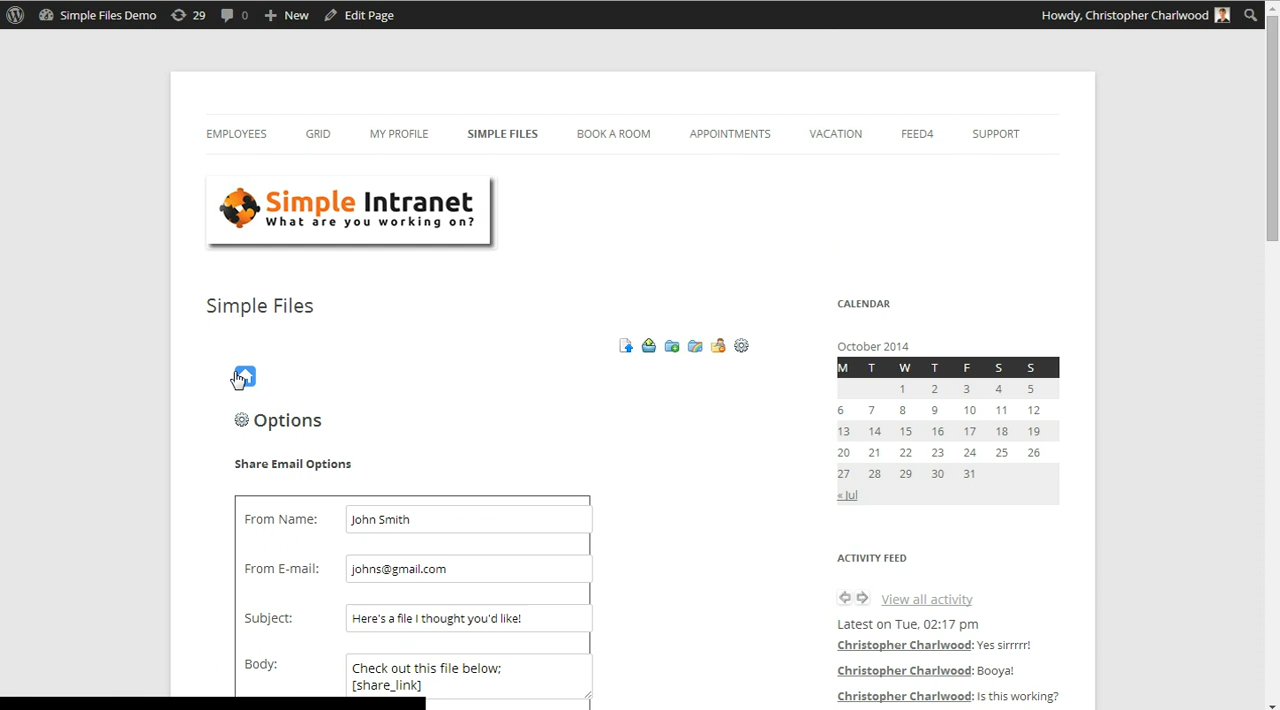 Simple Files Demo 29 0 New Edit Page Howdy, Christopher Charlwood
EMPLOYEES GRID MY PROFILE SIMPLE FILES BOOK A ROOM APPOINTMENTS VACATION FEED4 SUPPORT
Simple Intranet
What are you working on?
Simple Files
Options
Share Email Options
From Name: John Smith
From E-mail: johns@gmail.com
Subject: Here's a file I thought you'd like!
Body: Check out this file below;
[share_link]
CALENDAR
October 2014
M T W T F S S
1 2 3 4 5
6 7 8 9 10 11 12
13 14 15 16 17 18 19
20 21 22 23 24 25 26
27 28 29 30 31
« Jul
ACTIVITY FEED
View all activity
Latest on Tue, 02:17 pm
Christopher Charlwood: Yes sirrrrr!
Christopher Charlwood: Booya!
Christopher Charlwood: Is this working?